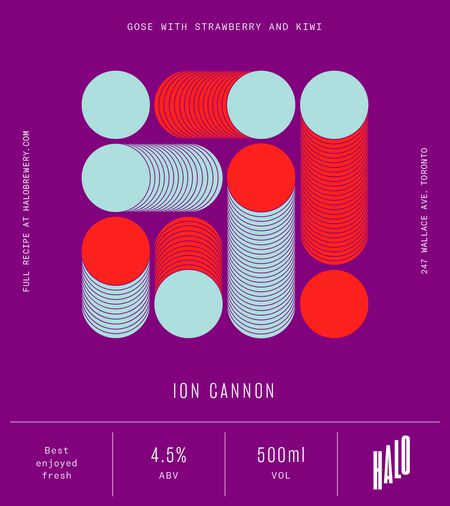 GOSE WITH STRAWBERRY AND KIWI
FULL RECIPE AT HALOBREWERY.COM
247 WALLACE AVE. TORONTO
ION CANNON
Best
enjoyed
fresh
4.5%
ABV
500ml
VOL
HALO